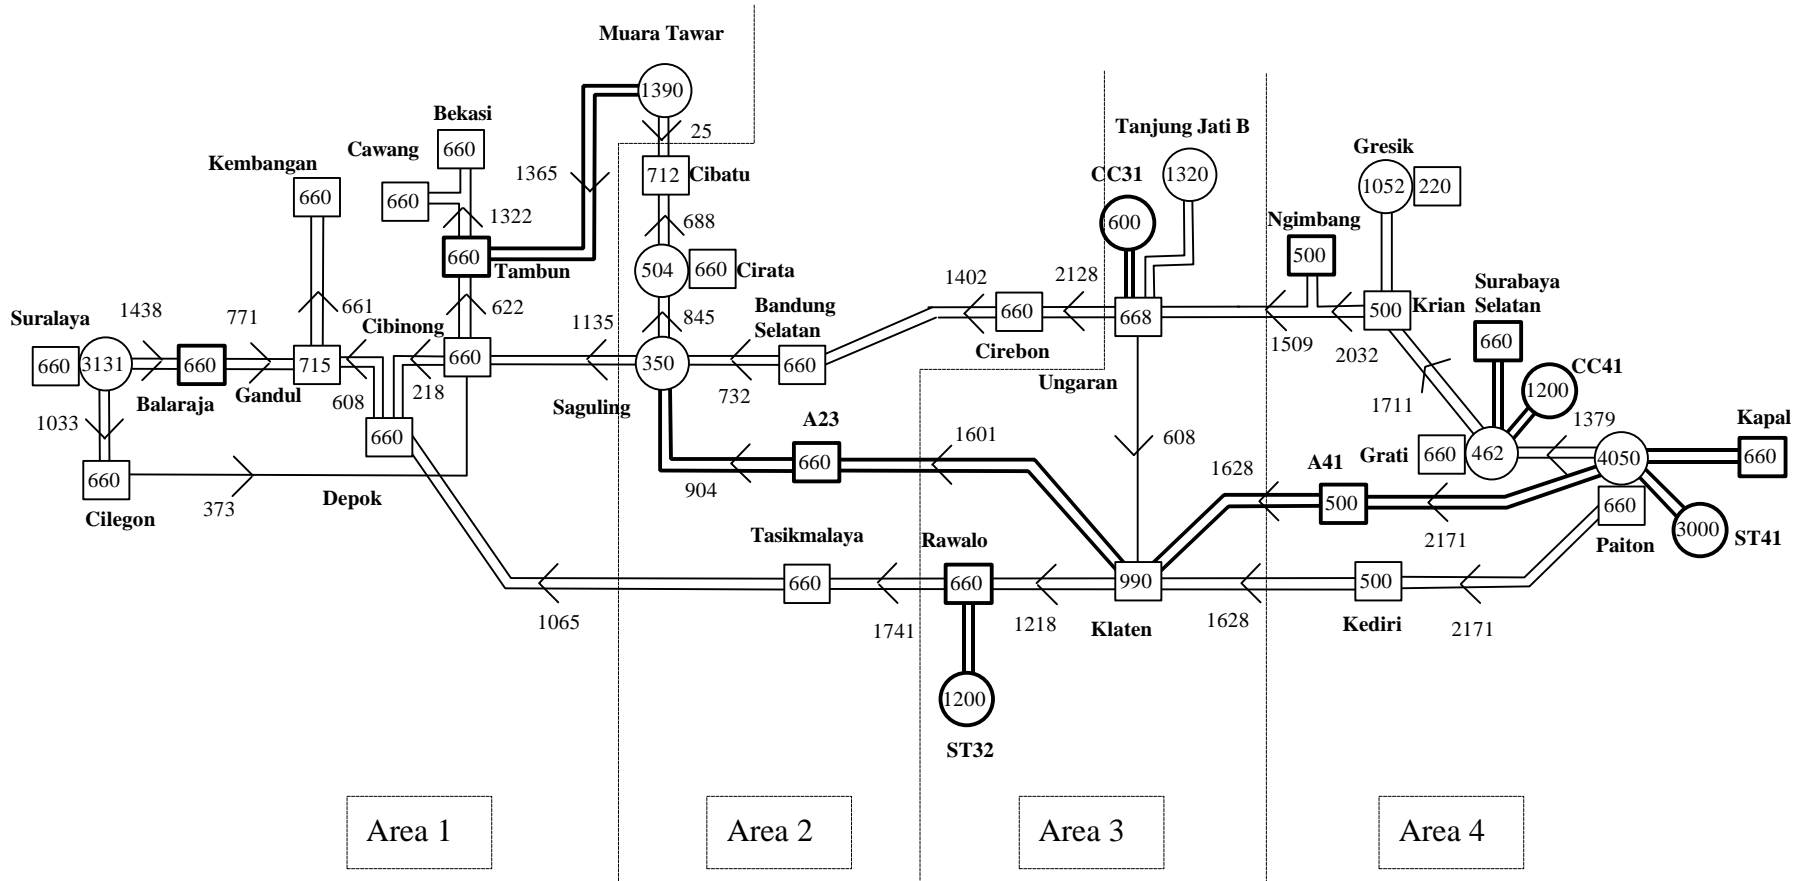 Muara Tawar
1390
Bekasi
25
Tanjung Jati B
Cawang
660
Gresik
Kembangan
1365
712
Cibatu
CC31
1320
1052
220
660
660
1322
688
600
Ngimbang
660
Tambun
504
660
Cirata
1402
2128
500
Surabaya
Selatan
Suralaya
1438
771
661
Cibinong
622
1135
845
Bandung
Selatan
660
668
500
Krian
660
3131
660
715
660
350
660
Cirebon
1509
2032
660
CC41
Balaraja
Gandul
608
218
Saguling
732
Ungaran
1711
1200
1379
Kapal
1033
660
A23
1601
608
Grati
660
462
4050
660
660
373
Depok
904
660
1628
A41
500
660
3000
ST41
Cilegon
Tasikmalaya
Rawalo
2171
Paiton
660
660
990
500
1065
1741
1218
Klaten
1628
Kediri
2171
1200
ST32
Area 1
Area 2
Area 3
Area 4